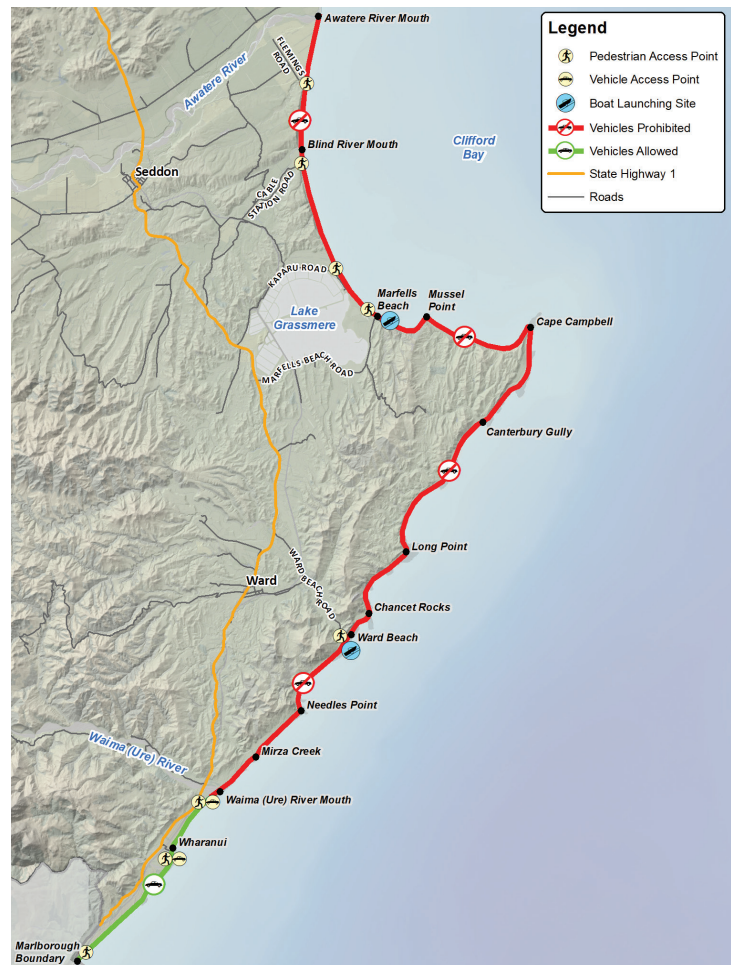 Awatere River Mouth
Legend
Pedestrian Access Point
Vehicle Access Point
Boat Launching Site
Vehicles Prohibited
Vehicles Allowed
State Highway 1
Roads
FLEMINGS
ROAD
Awatere River
Blind River Mouth
Clifford
Bay
Seddon
CABLE
STATION ROAD
KAPARU ROAD
Marfells
Beach
Mussel
Point
Cape Campbell
Lake
Grassmere
MARFELLS BEACH ROAD
Canterbury Gully
Long Point
WARD BEACH
ROAD
Ward
Chancet Rocks
Ward Beach
Needles Point
Waima (Ure) River
Mirza Creek
Waima (Ure) River Mouth
Wharanui
Marlborough
Boundary